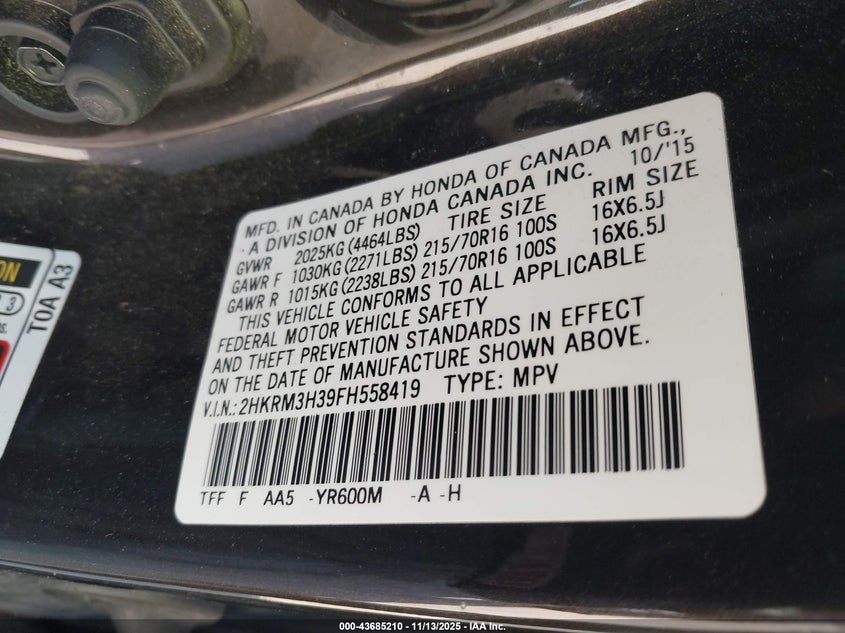 MFD. IN CANADA BY HONDA OF CANADA MFG.,
A DIVISION OF HONDA CANADA INC. 10/'15
GVWR 2025KG (4464LBS) TIRE SIZE RIM SIZE
GAWR F 1030KG (2271LBS) 215/70R16 100S 16X6.5J
GAWR R 1015KG (2238LBS) 215/70R16 100S 16X6.5J
THIS VEHICLE CONFORMS TO ALL APPLICABLE
FEDERAL MOTOR VEHICLE SAFETY
AND THEFT PREVENTION STANDARDS IN EFFECT
ON THE DATE OF MANUFACTURE SHOWN ABOVE.
V.I.N.: 2HKRM3H39FH558419 TYPE: MPV
TFF F AA5 -YR600M -A -H
ON
3
T0A A3
000-43685210 - 11/13/2025 - IAA Inc.